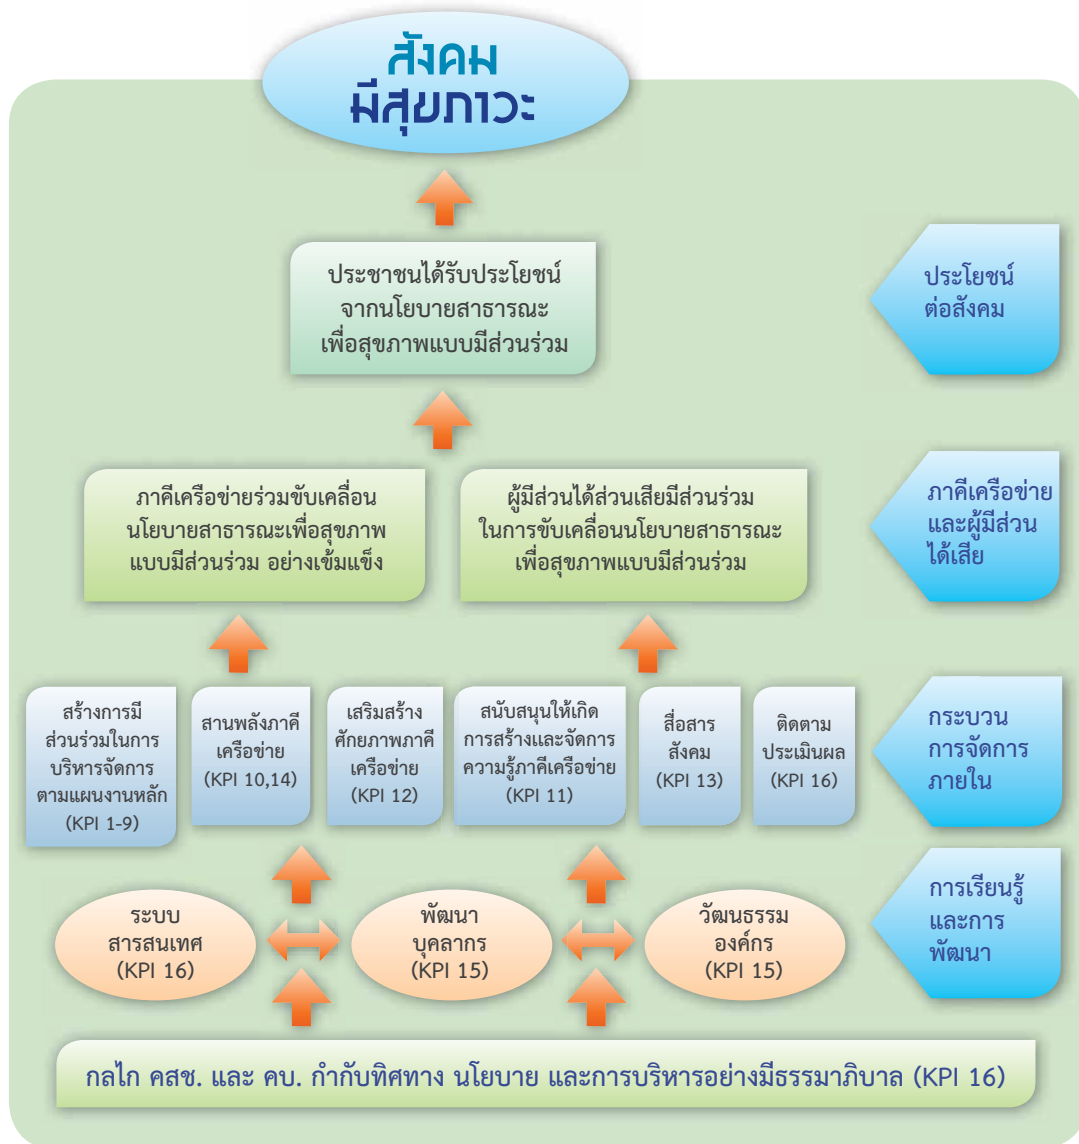 สังคม
มีสุขภาวะ
ประชาชนได้รับประโยชน์
จากนโยบายสาธารณะ
เพื่อสุขภาพแบบมีส่วนร่วม
ประโยชน์
ต่อสังคม
ภาคีเครือข่ายร่วมขับเคลื่อน
นโยบายสาธารณะเพื่อสุขภาพ
แบบมีส่วนร่วม อย่างเข้มแข็ง
ผู้มีส่วนได้ส่วนเสียมีส่วนร่วม
ในการขับเคลื่อนนโยบายสาธารณะ
เพื่อสุขภาพแบบมีส่วนร่วม
ภาคีเครือข่าย
และผู้มีส่วน
ได้เสีย
สร้างการมี
ส่วนร่วมในการ
บริหารจัดการ
ตามแผนงานหลัก
(KPI 1-9)
สานพลังภาคี
เครือข่าย
(KPI 10,14)
เสริมสร้าง
ศักยภาพภาคี
เครือข่าย
(KPI 12)
สนับสนุนให้เกิด
การสร้างและจัดการ
ความรู้ภาคีเครือข่าย
(KPI 11)
สื่อสาร
สังคม
(KPI 13)
ติดตาม
ประเมินผล
(KPI 16)
กระบวน
การจัดการ
ภายใน
ระบบ
สารสนเทศ
(KPI 16)
พัฒนา
บุคลากร
(KPI 15)
วัฒนธรรม
องค์กร
(KPI 15)
การเรียนรู้
และการ
พัฒนา
กลไก คสช. และ คบ. กำกับทิศทาง นโยบาย และการบริหารอย่างมีธรรมาภิบาล (KPI 16)